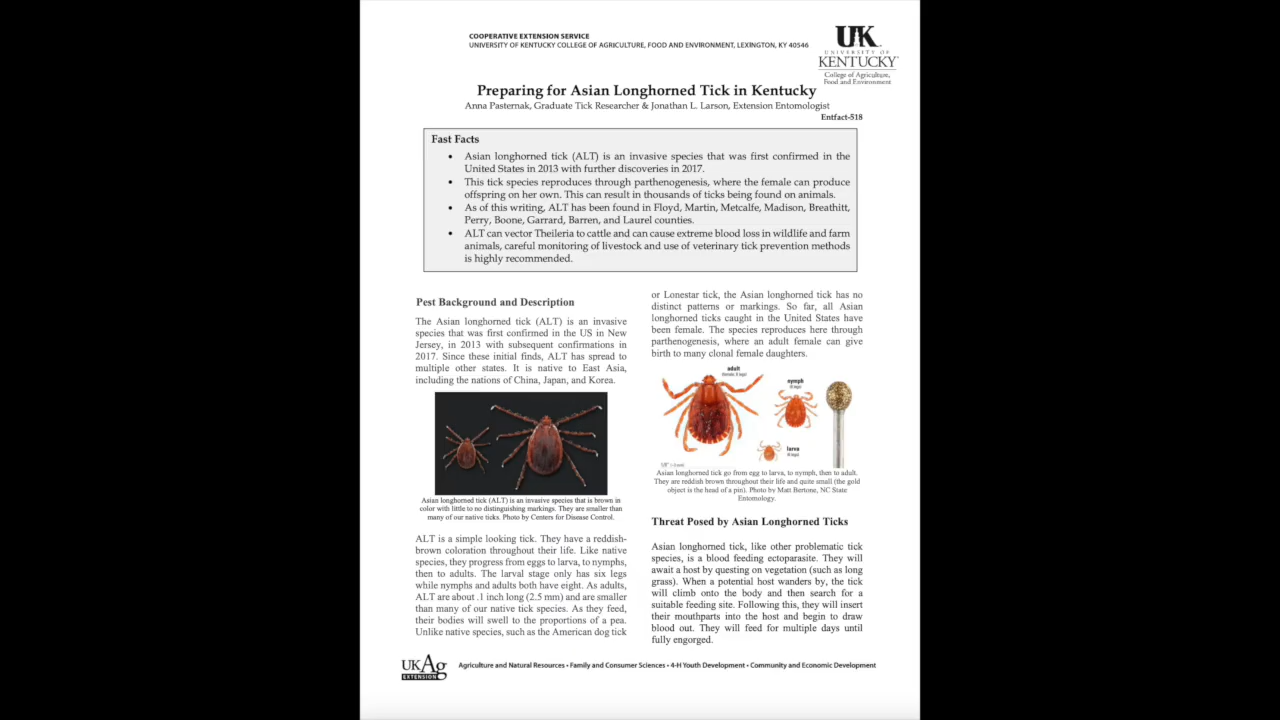 COOPERATIVE EXTENSION SERVICE
UNIVERSITY OF KENTUCKY COLLEGE OF AGRICULTURE, FOOD AND ENVIRONMENT, LEXINGTON, KY 40546
UK
UNIVERSITY OF
KENTUCKY
College of Agriculture,
Food and Environment
Preparing for Asian Longhorned Tick in Kentucky
Anna Pasternak, Graduate Tick Researcher & Jonathan L. Larson, Extension Entomologist
Entfact-518
Fast Facts
• Asian longhorned tick (ALT) is an invasive species that was first confirmed in the
United States in 2013 with further discoveries in 2017.
• This tick species reproduces through parthenogenesis, where the female can produce
offspring on her own. This can result in thousands of ticks being found on animals.
• As of this writing, ALT has been found in Floyd, Martin, Metcalfe, Madison, Breathitt,
Perry, Boone, Garrard, Barren, and Laurel counties.
• ALT can vector Theileria to cattle and can cause extreme blood loss in wildlife and farm
animals, careful monitoring of livestock and use of veterinary tick prevention methods
is highly recommended.
Pest Background and Description
The Asian longhorned tick (ALT) is an invasive
species that was first confirmed in the US in New
Jersey, in 2013 with subsequent confirmations in
2017. Since these initial finds, ALT has spread to
multiple other states. It is native to East Asia,
including the nations of China, Japan, and Korea.
Asian longhorned tick (ALT) is an invasive species that is brown in
color with little to no distinguishing markings. They are smaller than
many of our native ticks. Photo by Centers for Disease Control.
ALT is a simple looking tick. They have a reddish-
brown coloration throughout their life. Like native
species, they progress from eggs to larva, to nymphs,
then to adults. The larval stage only has six legs
while nymphs and adults both have eight. As adults,
ALT are about .1 inch long (2.5 mm) and are smaller
than many of our native tick species. As they feed,
their bodies will swell to the proportions of a pea.
Unlike native species, such as the American dog tick
or Lonestar tick, the Asian longhorned tick has no
distinct patterns or markings. So far, all Asian
longhorned ticks caught in the United States have
been female. The species reproduces here through
parthenogenesis, where an adult female can give
birth to many clonal female daughters.
adult
nymph
larva
Asian longhorned tick go from egg to larva, to nymph, then to adult.
They are reddish brown throughout their life and quite small (the gold
object is the head of a pin). Photo by Matt Bertone, NC State
Entomology.
Threat Posed by Asian Longhorned Ticks
Asian longhorned tick, like other problematic tick
species, is a blood feeding ectoparasite. They will
await a host by questing on vegetation (such as long
grass). When a potential host wanders by, the tick
will climb onto the body and then search for a
suitable feeding site. Following this, they will insert
their mouthparts into the host and begin to draw
blood out. They will feed for multiple days until
fully engorged.
UKAg
EXTENSION
Agriculture and Natural Resources • Family and Consumer Sciences • 4-H Youth Development • Community and Economic Development